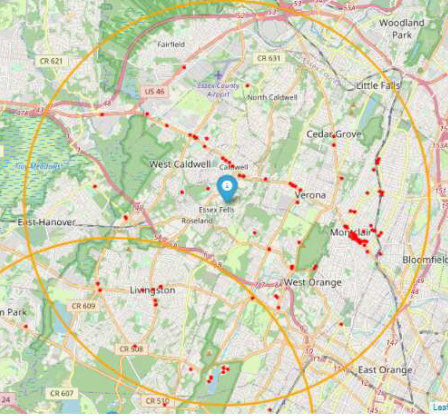 Woodland
Park
Fairfield
CR 621
CR 631
US 46
Essex County
Airport
Little Falls
North Caldwell
Cedar Grove
West Caldwell
Caldwell
Verona
Essex Fells
Roseland
East Hanover
Montclair
Bloomfield
West Orange
Livingston
CR 609
m Park
CR 508
East Orange
24
CR 607
CR 510
Leaf